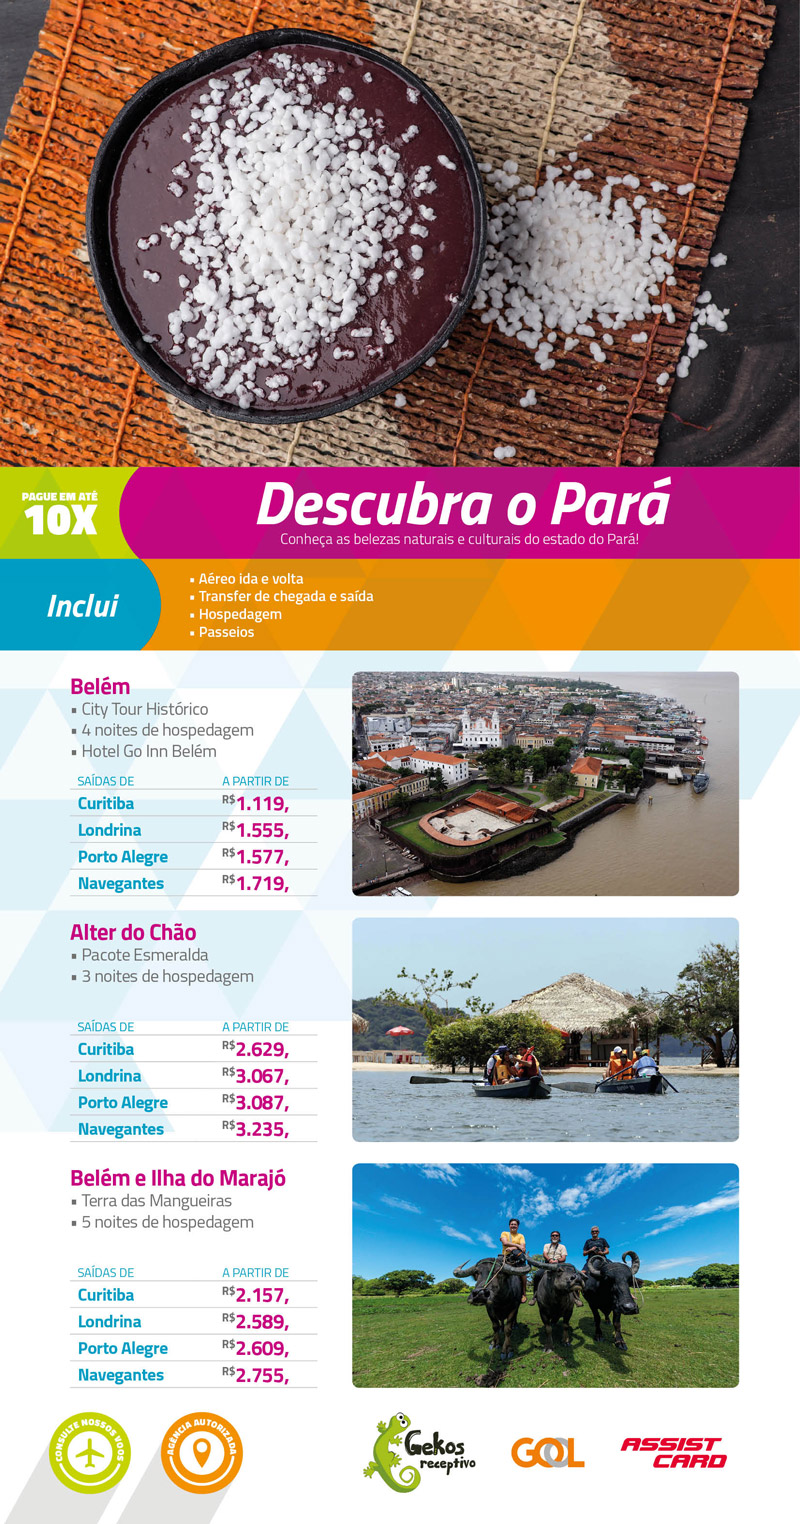 PAGUE EM ATÉ
10X
Descubra o Pará
Conheça as belezas naturais e culturais do estado do Pará!
Inclui
▪ Aéreo ida e volta
▪ Transfer de chegada e saída
▪ Hospedagem
▪ Passeios
Belém
▪ City Tour Histórico
▪ 4 noites de hospedagem
▪ Hotel Go Inn Belém
SAÍDAS DE A PARTIR DE
Curitiba R$1.119,
Londrina R$1.555,
Porto Alegre R$1.577,
Navegantes R$1.719,
Alter do Chão
▪ Pacote Esmeralda
▪ 3 noites de hospedagem
SAÍDAS DE A PARTIR DE
Curitiba R$2.629,
Londrina R$3.067,
Porto Alegre R$3.087,
Navegantes R$3.235,
Belém e Ilha do Marajó
▪ Terra das Mangueiras
▪ 5 noites de hospedagem
SAÍDAS DE A PARTIR DE
Curitiba R$2.157,
Londrina R$2.589,
Porto Alegre R$2.609,
Navegantes R$2.755,
CONSULTE NOSSOS VOOS
AGÊNCIA AUTORIZADA
Gekos
receptivo
GOL
ASSIST
CARD